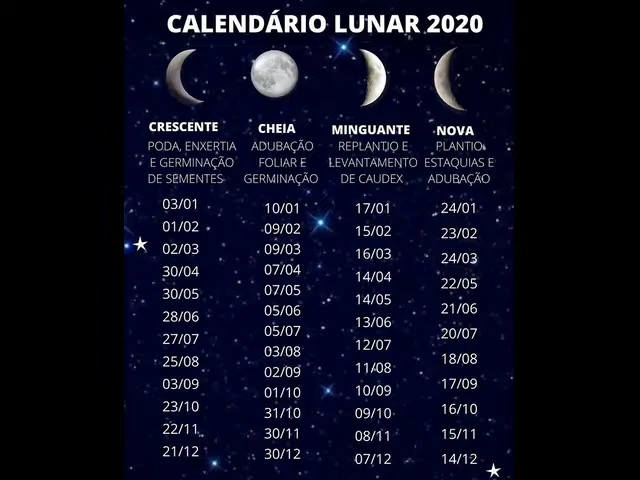 CALENDÁRIO LUNAR 2020
CRESCENTE
PODA, ENXERTIA
E GERMINAÇÃO
DE SEMENTES
03/01
01/02
02/03
30/04
30/05
28/06
27/07
25/08
03/09
23/10
22/11
21/12
CHEIA
ADUBAÇÃO
FOLIAR E
GERMINAÇÃO
10/01
09/02
09/03
07/04
07/05
05/06
05/07
03/08
02/09
01/10
31/10
30/11
30/12
MINGUANTE
REPLANTIO E
LEVANTAMENTO
DE CAUDEX
17/01
15/02
16/03
14/04
14/05
13/06
12/07
11/08
10/09
09/10
08/11
07/12
NOVA
PLANTIO
ESTAQUIAS E
ADUBAÇÃO
24/01
23/02
24/03
22/05
21/06
20/07
18/08
17/09
16/10
15/11
14/12